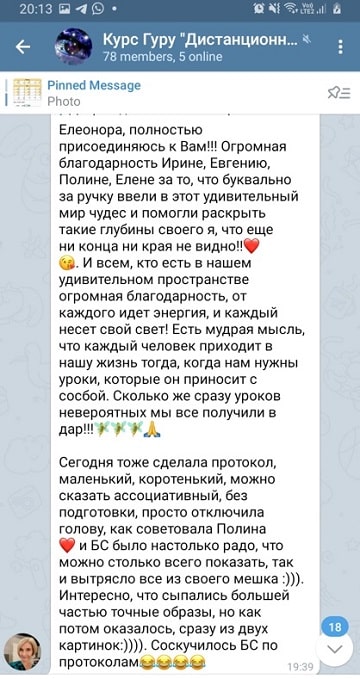 20:13
Курс Гуру "Дистанционн...
78 members, 5 online
Pinned Message
Photo
Елеонора, полностью
присоединяюсь к Вам!!! Огромная
благодарность Ирине, Евгению,
Полине, Елене за то, что буквально
за ручку ввели в этот удивительный
мир чудес и помогли раскрыть
такие глубины своего я, что еще
ни конца ни края не видно!!❤️
😘. И всем, кто есть в нашем
удивительном пространстве
огромная благодарность, от
каждого идет энергия, и каждый
несет свой свет! Есть мудрая мысль,
что каждый человек приходит в
нашу жизнь тогда, когда нам нужны
уроки, которые он приносит с
сосбой. Сколько же сразу уроков
невероятных мы все получили в
дар!!!
Сегодня тоже сделала протокол,
маленький, коротенький, можно
сказать ассоциативный, без
подготовки, просто отключила
голову, как советовала Полина
❤️ и БС было настолько радо, что
можно столько всего показать, так
и вытрясло все из своего мешка :))).
Интересно, что сыпались большей
частью точные образы, но как
потом оказалось, сразу из двух
картинок:)))). Соскучилось БС по
протоколам😂😂😂😂
19:39
18